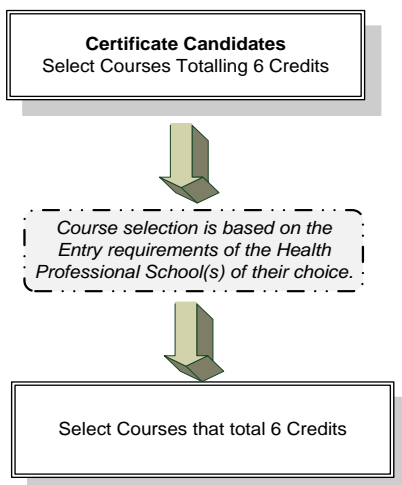 Certificate Candidates
Select Courses Totalling 6 Credits
Course selection is based on the
Entry requirements of the Health
Professional School(s) of their choice.
Select Courses that total 6 Credits